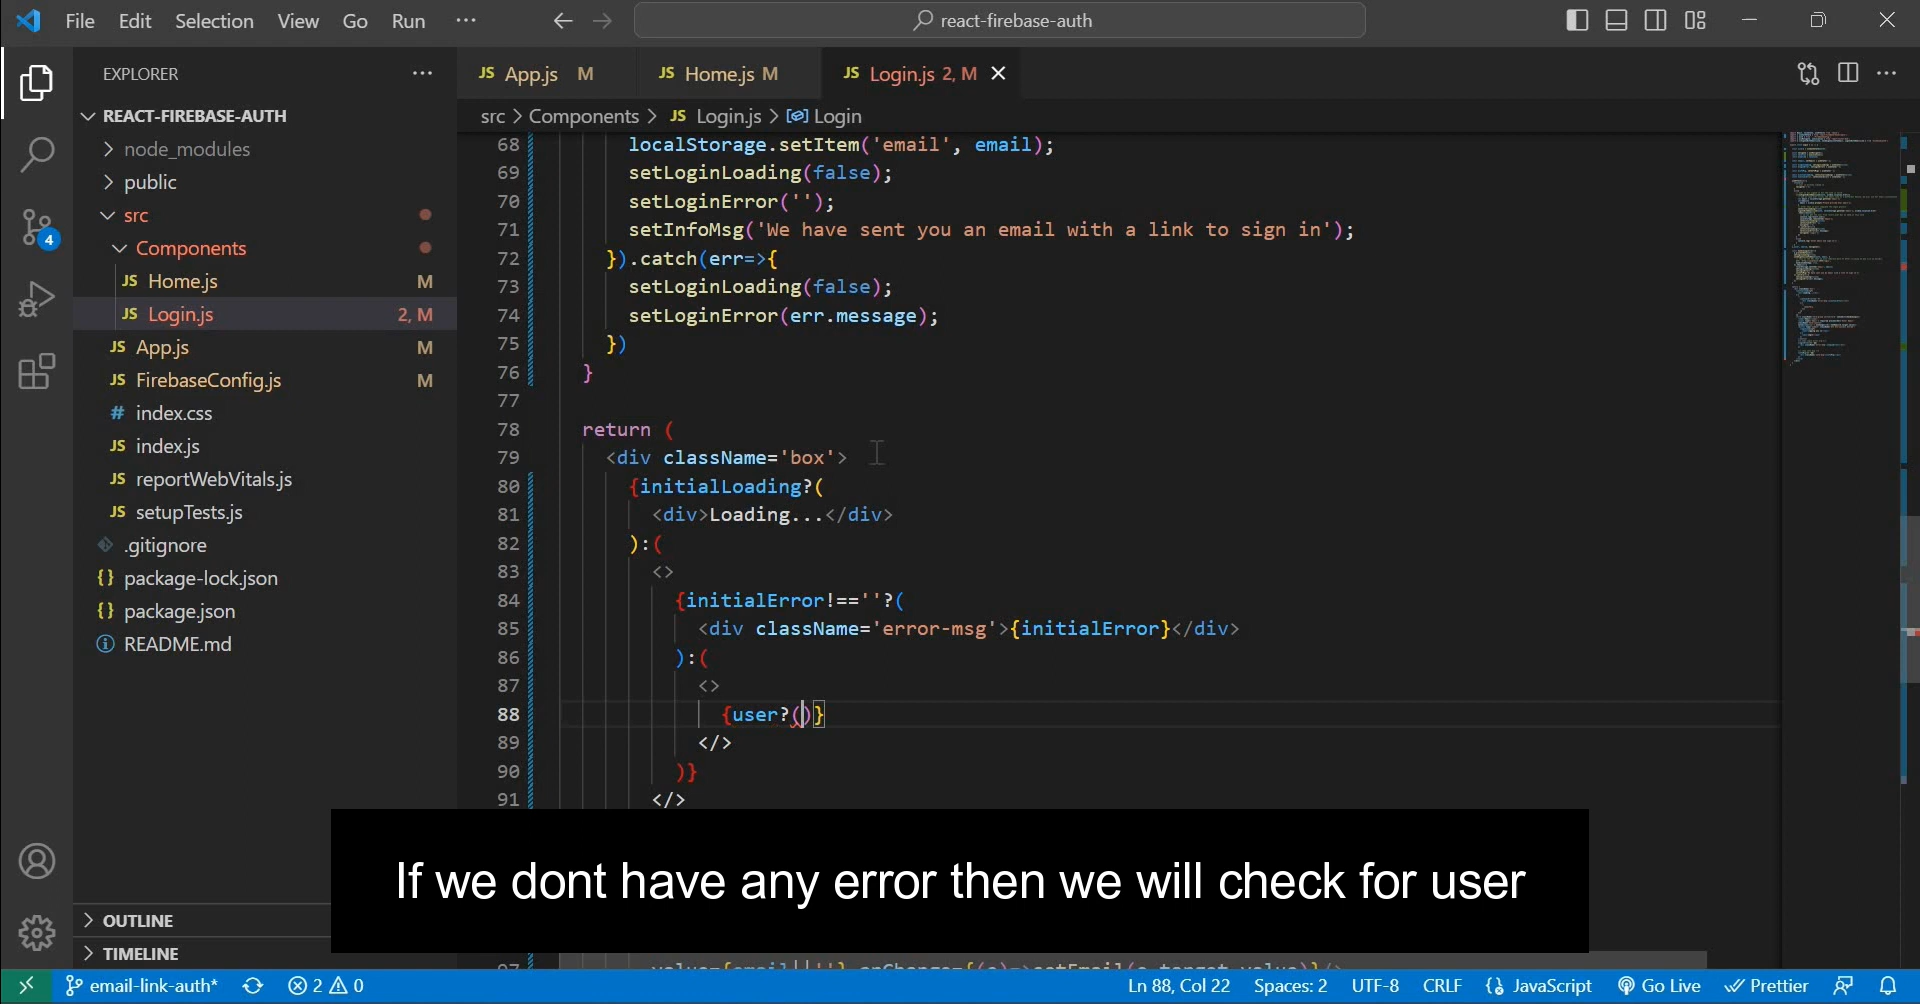 File Edit Selection View Go Run ··· react-firebase-auth
EXPLORER ···
JS App.js M JS Home.js M JS Login.js 2, M
src > Components > JS Login.js > Login
REACT-FIREBASE-AUTH
node_modules
public
src
Components
JS Home.js M
JS Login.js 2, M
JS App.js M
JS FirebaseConfig.js M
# index.css
JS index.js
JS reportWebVitals.js
JS setupTests.js
.gitignore
{} package-lock.json
{} package.json
README.md
4
OUTLINE
TIMELINE
68 localStorage.setItem('email', email);
69 setLoginLoading(false);
70 setLoginError('');
71 setInfoMsg('We have sent you an email with a link to sign in');
72 }).catch(err=>{
73 setLoginLoading(false);
74 setLoginError(err.message);
75 })
76 }
77
78 return (
79 <div className='box'>
80 {initialLoading?(
81 <div>Loading...</div>
82 ):(
83 <>
84 {initialError!==''?(
85 <div className='error-msg'>{initialError}</div>
86 ):(
87 <>
88 {user?()}
89 </>
90 )}
91 </>
If we dont have any error then we will check for user
email-link-auth* 2 0 Ln 88, Col 22 Spaces: 2 UTF-8 CRLF {} JavaScript Go Live Prettier